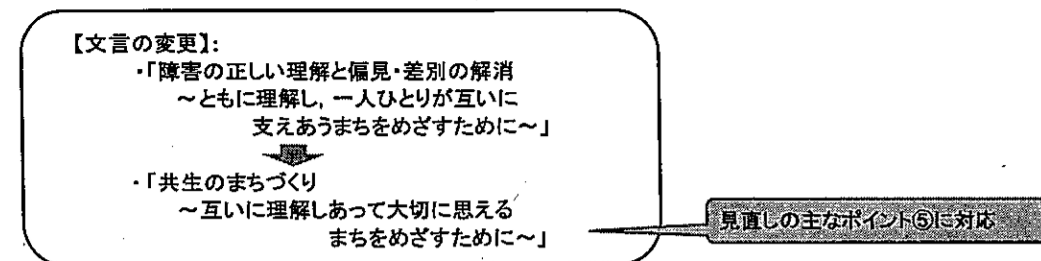 【文言の変更】:
・「障害の正しい理解と偏見・差別の解消
～ともに理解し，一人ひとりが互いに
支えあうまちをめざすために～」
・「共生のまちづくり
～互いに理解しあって大切に思える
まちをめざすために～」
見直しの主なポイント⑤に対応